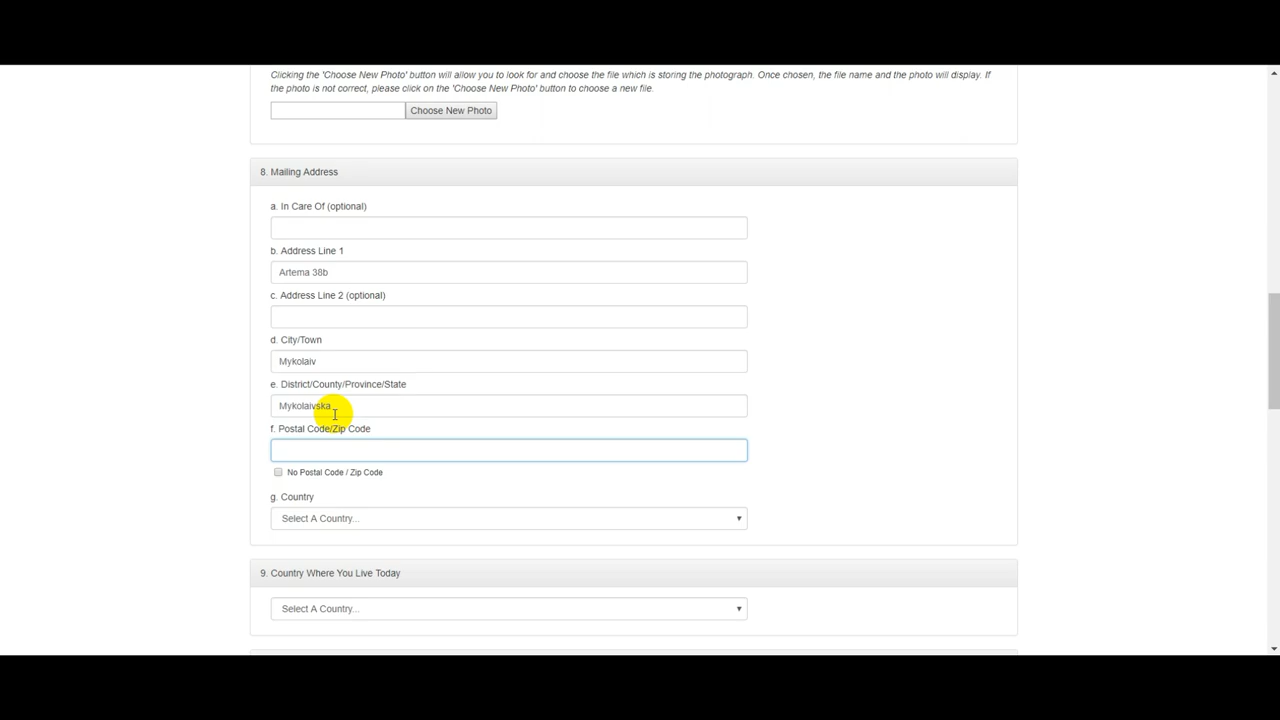 Clicking the 'Choose New Photo' button will allow you to look for and choose the file which is storing the photograph. Once chosen, the file name and the photo will display. If
the photo is not correct, please click on the 'Choose New Photo' button to choose a new file.
Choose New Photo
8. Mailing Address
a. In Care Of (optional)
b. Address Line 1
Artema 38b
c. Address Line 2 (optional)
d. City/Town
Mykolaiv
e. District/County/Province/State
Mykolaivska
f. Postal Code/Zip Code
No Postal Code / Zip Code
g. Country
Select A Country...
9. Country Where You Live Today
Select A Country...